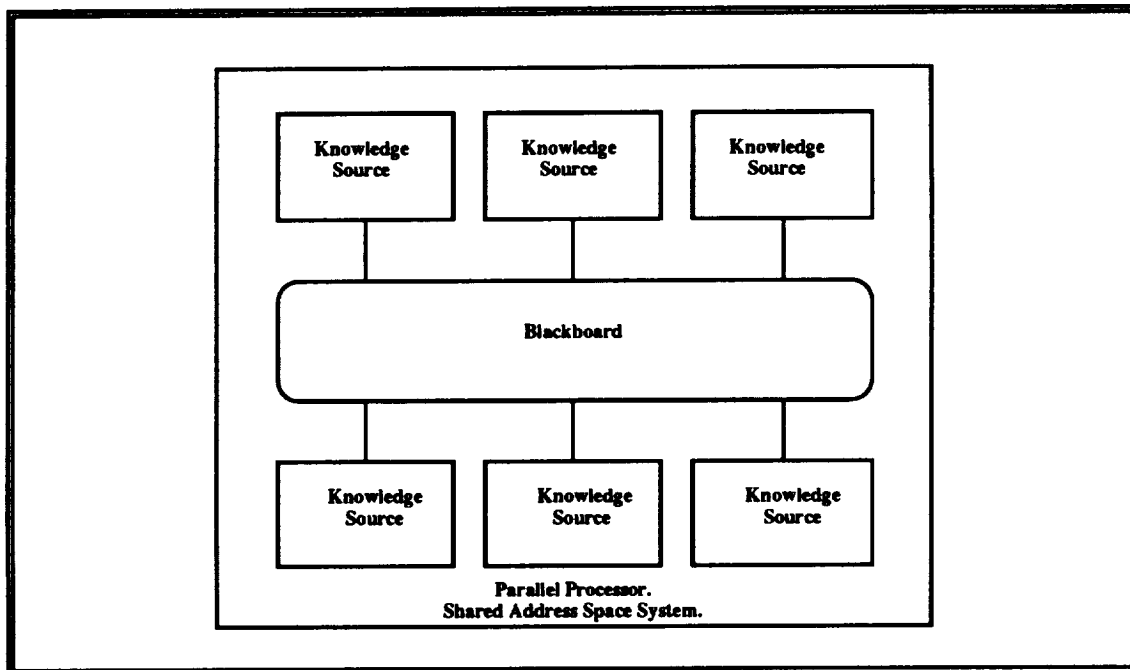 Knowledge
Source
Knowledge
Source
Knowledge
Source
Blackboard
Knowledge
Source
Knowledge
Source
Knowledge
Source
Parallel Processor.
Shared Address Space System.